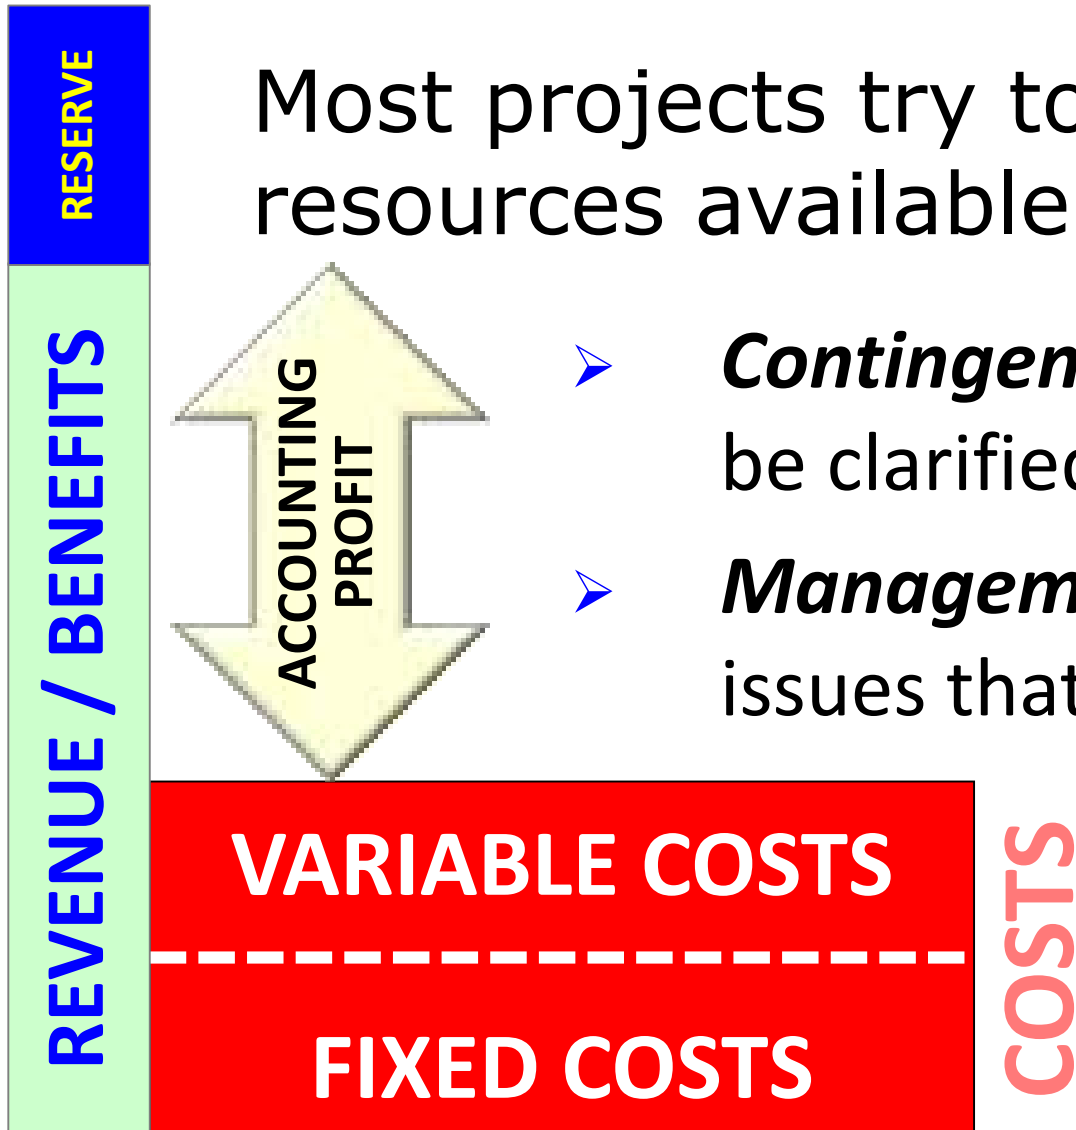 RESERVE
Most projects try to
resources available
REVENUE / BENEFITS
ACCOUNTING
PROFIT
Contingen
be clarified
Managem
issues that
VARIABLE COSTS
FIXED COSTS
COSTS